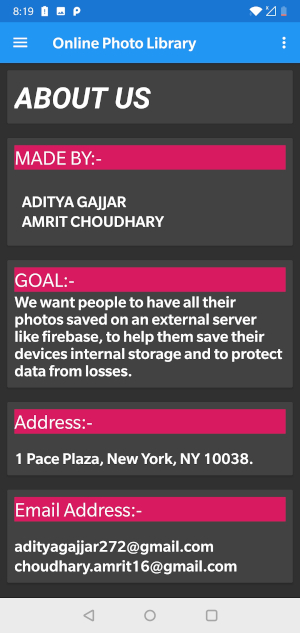 8:19
Online Photo Library
ABOUT US
MADE BY:-
ADITYA GAJJAR
AMRIT CHOUDHARY
GOAL:-
We want people to have all their
photos saved on an external server
like firebase, to help them save their
devices internal storage and to protect
data from losses.
Address:-
1 Pace Plaza, New York, NY 10038.
Email Address:-
adityagajjar272@gmail.com
choudhary.amrit16@gmail.com